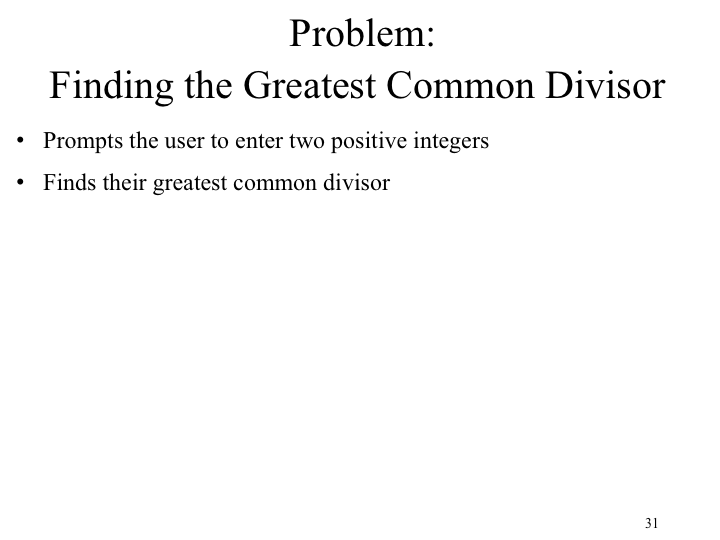 Problem:
Finding the Greatest Common Divisor
• Prompts the user to enter two positive integers
• Finds their greatest common divisor
31